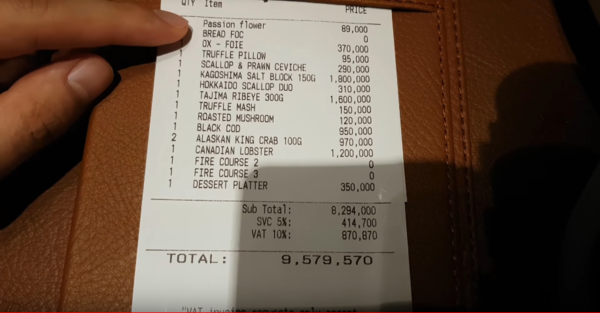 QTY Item PRICE
Passion flower 89,000
BREAD FOC 0
OX - FOIE 370,000
1 TRUFFLE PILLOW 95,000
1 SCALLOP & PRAWN CEVICHE 290,000
1 KAGOSHIMA SALT BLOCK 150G 1,800,000
1 HOKKAIDO SCALLOP DUO 310,000
1 TAJIMA RIBEYE 300G 1,600,000
1 TRUFFLE MASH 150,000
1 ROASTED MUSHROOM 120,000
1 BLACK COD 950,000
2 ALASKAN KING CRAB 100G 970,000
1 CANADIAN LOBSTER 1,200,000
1 FIRE COURSE 2 0
1 FIRE COURSE 3 0
1 DESSERT PLATTER 350,000
Sub Total: 8,294,000
SVC 5%: 414,700
VAT 10%: 870,870
TOTAL: 9,579,570